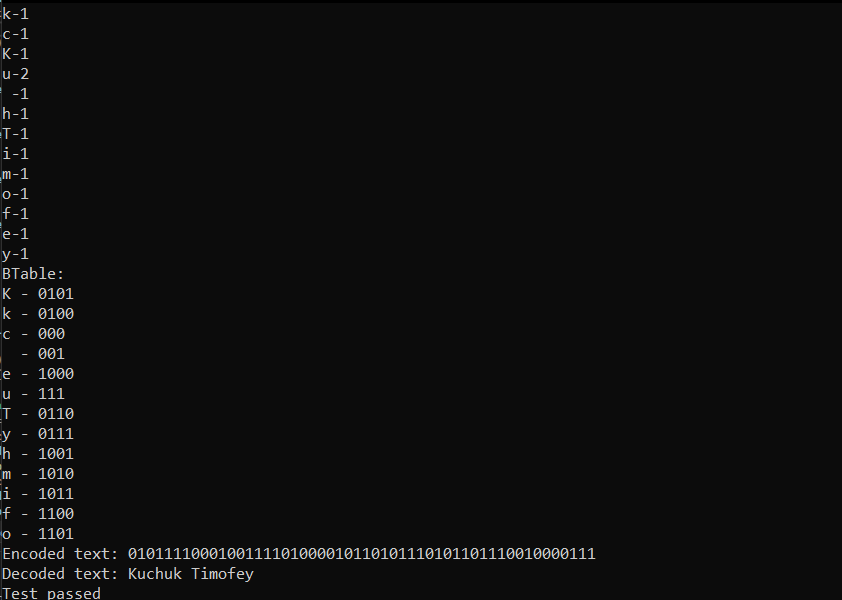 k-1
c-1
K-1
u-2
 -1
h-1
T-1
i-1
m-1
o-1
f-1
e-1
y-1
BTable:
K - 0101
k - 0100
c - 000
  - 001
e - 1000
u - 111
T - 0110
y - 0111
h - 1001
m - 1010
i - 1011
f - 1100
o - 1101
Encoded text: 0101111000100111101000010110101110101101110010000111
Decoded text: Kuchuk Timofey
Test passed